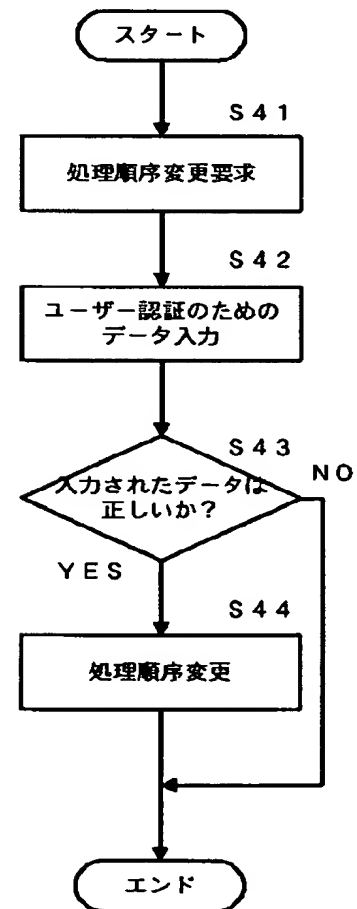 スタート
S41
処理順序変更要求
S42
ユーザー認証のための
データ入力
S43
入力されたデータは
正しいか？
NO
YES
S44
処理順序変更
エンド